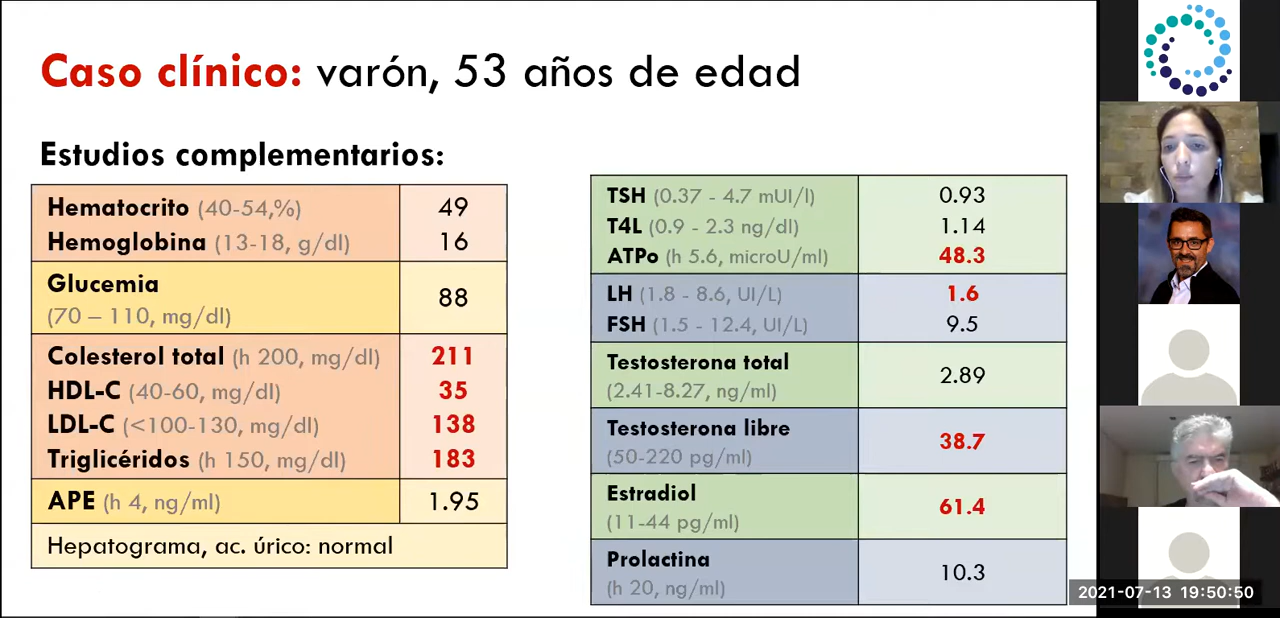 Caso clínico: varón, 53 años de edad
Estudios complementarios:
Hematocrito (40-54,%) 49
Hemoglobina (13-18, g/dl) 16
Glucemia
(70 – 110, mg/dl) 88
Colesterol total (h 200, mg/dl) 211
HDL-C (40-60, mg/dl) 35
LDL-C (<100-130, mg/dl) 138
Triglicéridos (h 150, mg/dl) 183
APE (h 4, ng/ml) 1.95
Hepatograma, ac. úrico: normal
TSH (0.37 - 4.7 mUI/l) 0.93
T4L (0.9 - 2.3 ng/dl) 1.14
ATPo (h 5.6, microU/ml) 48.3
LH (1.8 - 8.6, UI/L) 1.6
FSH (1.5 - 12.4, UI/L) 9.5
Testosterona total
(2.41-8.27, ng/ml) 2.89
Testosterona libre
(50-220 pg/ml) 38.7
Estradiol
(11-44 pg/ml) 61.4
Prolactina
(h 20, ng/ml) 10.3
2021-07-13 19:50:50